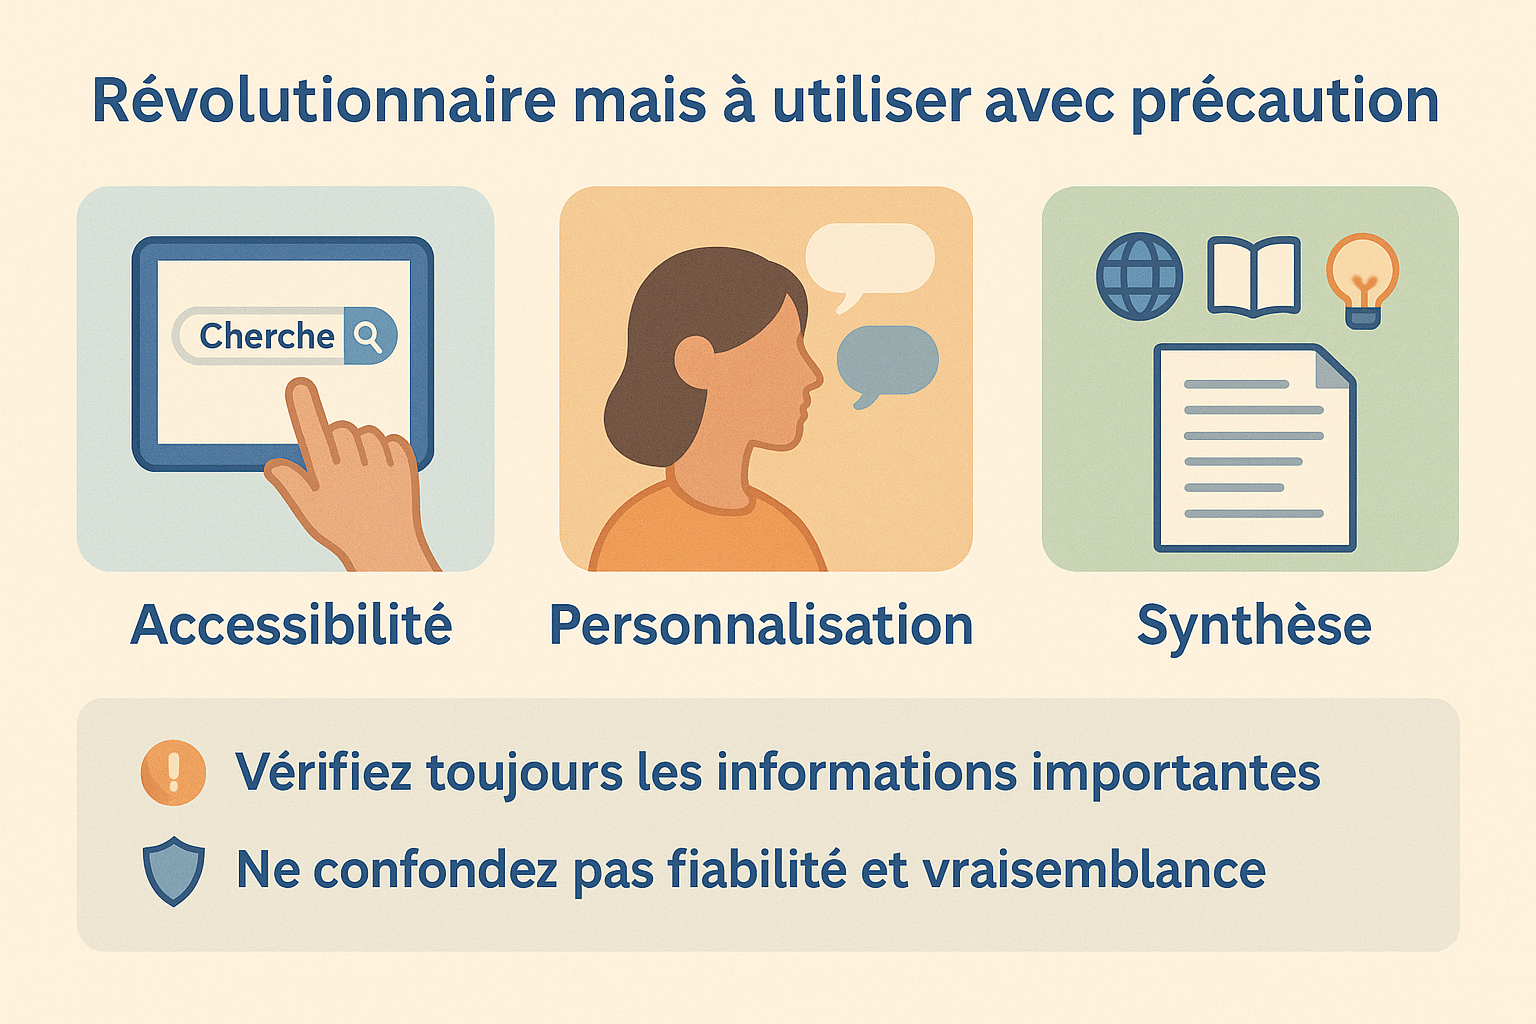 Révolutionnaire mais à utiliser avec précaution
Cherche
Accessibilité
Personnalisation
Synthèse
Vérifiez toujours les informations importantes
Ne confondez pas fiabilité et vraisemblance